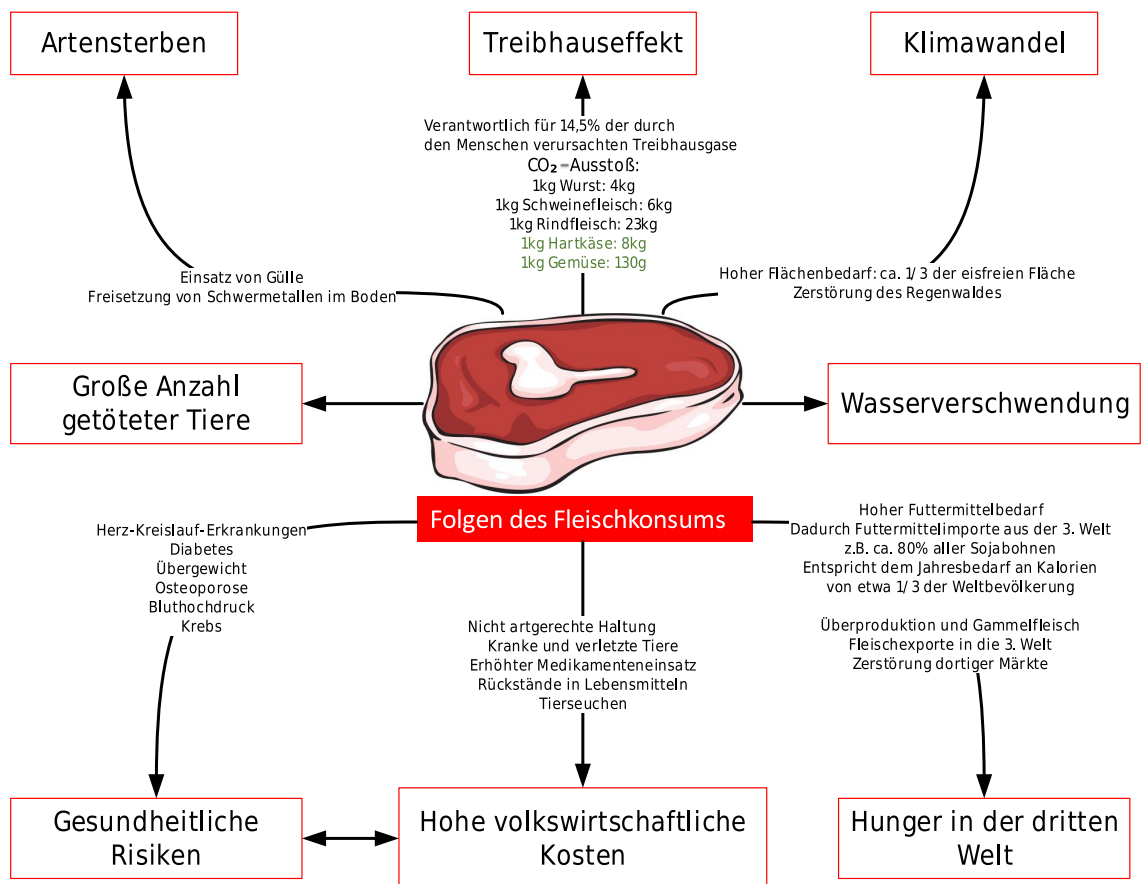 Artensterben
Treibhauseffekt
Klimawandel
Verantwortlich für 14,5% der durch
den Menschen verursachten Treibhausgase
CO₂-Ausstoß:
1kg Wurst: 4kg
1kg Schweinefleisch: 6kg
1kg Rindfleisch: 23kg
1kg Hartkäse: 8kg
1kg Gemüse: 130g
Einsatz von Gülle
Freisetzung von Schwermetallen im Boden
Hoher Flächenbedarf: ca. 1/3 der eisfreien Fläche
Zerstörung des Regenwaldes
Große Anzahl
getöteter Tiere
Wasserverschwendung
Folgen des Fleischkonsums
Herz-Kreislauf-Erkrankungen
Diabetes
Übergewicht
Osteoporose
Bluthochdruck
Krebs
Nicht artgerechte Haltung
Kranke und verletzte Tiere
Erhöhter Medikamenteneinsatz
Rückstände in Lebensmitteln
Tierseuchen
Hoher Futtermittelbedarf
Dadurch Futtermittelimporte aus der 3. Welt
z.B. ca. 80% aller Sojabohnen
Entspricht dem Jahresbedarf an Kalorien
von etwa 1/3 der Weltbevölkerung
Überproduktion und Gammelfleisch
Fleischexporte in die 3. Welt
Zerstörung dortiger Märkte
Gesundheitliche
Risiken
Hohe volkswirtschaftliche
Kosten
Hunger in der dritten
Welt